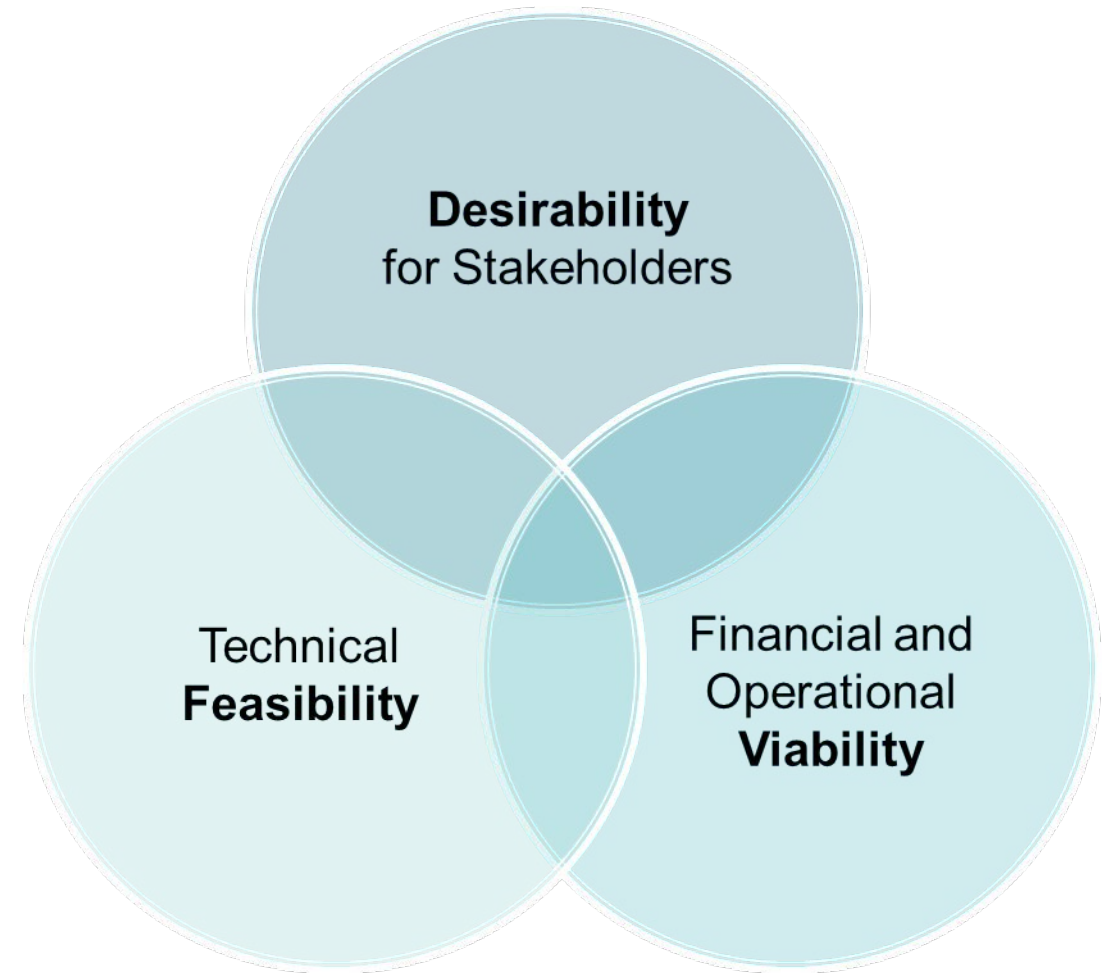 Desirability
for Stakeholders
Technical
Feasibility
Financial and
Operational
Viability